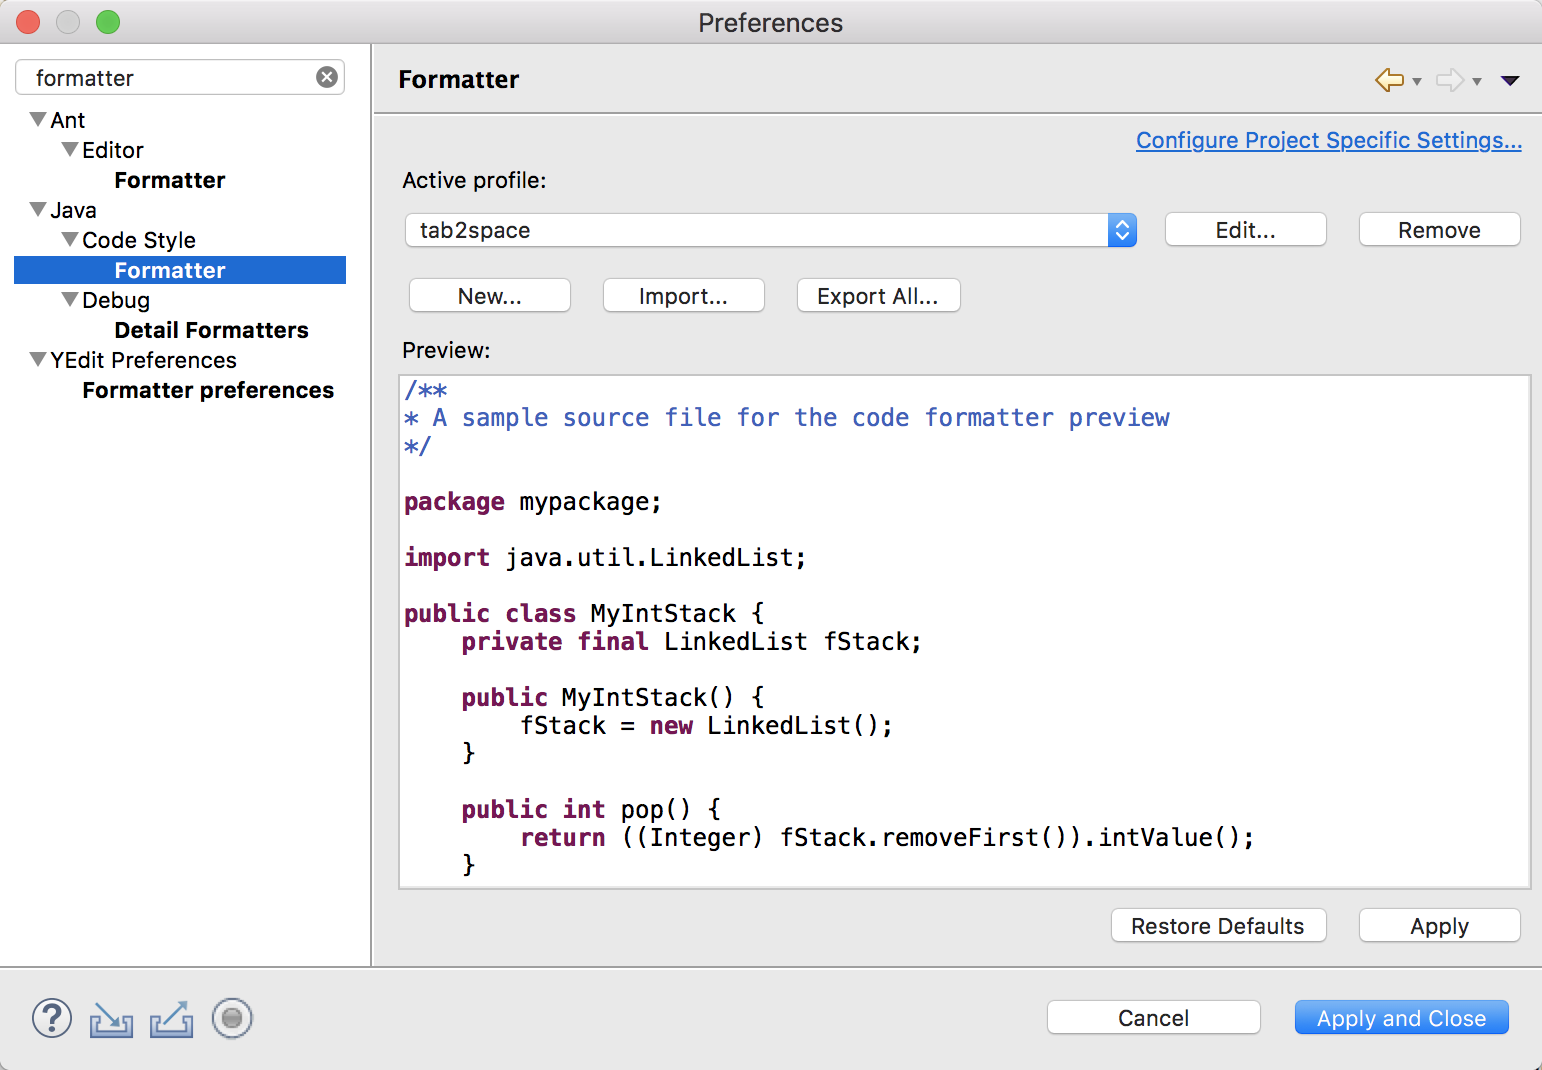 Preferences
formatter
Ant
Editor
Formatter
Java
Code Style
Formatter
Debug
Detail Formatters
YEdit Preferences
Formatter preferences
Formatter
Configure Project Specific Settings...
Active profile:
tab2space
Edit...
Remove
New...
Import...
Export All...
Preview:
/**
* A sample source file for the code formatter preview
*/
package mypackage;
import java.util.LinkedList;
public class MyIntStack {
    private final LinkedList fStack;
    public MyIntStack() {
        fStack = new LinkedList();
    }
    public int pop() {
        return ((Integer) fStack.removeFirst()).intValue();
    }
Restore Defaults
Apply
?
Cancel
Apply and Close